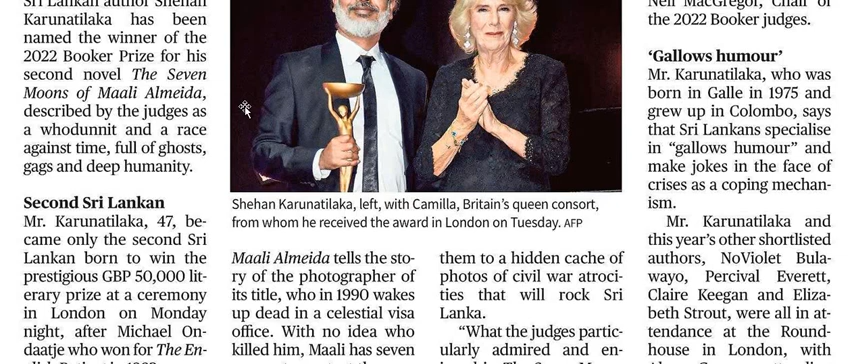 Sri Lankan author Shehan
Karunatilaka has been
named the winner of the
2022 Booker Prize for his
second novel The Seven
Moons of Maali Almeida,
described by the judges as
a whodunnit and a race
against time, full of ghosts,
gags and deep humanity.
Second Sri Lankan
Mr. Karunatilaka, 47, be-
came only the second Sri
Lankan born to win the
prestigious GBP 50,000 lit-
erary prize at a ceremony
in London on Monday
night, after Michael On-
daatje who won for The En-
Shehan Karunatilaka, left, with Camilla, Britain's queen consort,
from whom he received the award in London on Tuesday. AFP
Maali Almeida tells the sto-
ry of the photographer of
its title, who in 1990 wakes
up dead in a celestial visa
office. With no idea who
killed him, Maali has seven
them to a hidden cache of
photos of civil war atroci-
ties that will rock Sri
Lanka.
“What the judges partic-
ularly admired and en-
Neil MacGregor, Chair of
the 2022 Booker judges.
‘Gallows humour’
Mr. Karunatilaka, who was
born in Galle in 1975 and
grew up in Colombo, says
that Sri Lankans specialise
in “gallows humour” and
make jokes in the face of
crises as a coping mechan-
ism.
Mr. Karunatilaka and
this year's other shortlisted
authors, NoViolet Bula-
wayo, Percival Everett,
Claire Keegan and Eliza-
beth Strout, were all in at-
tendance at the Round-
house in London, with